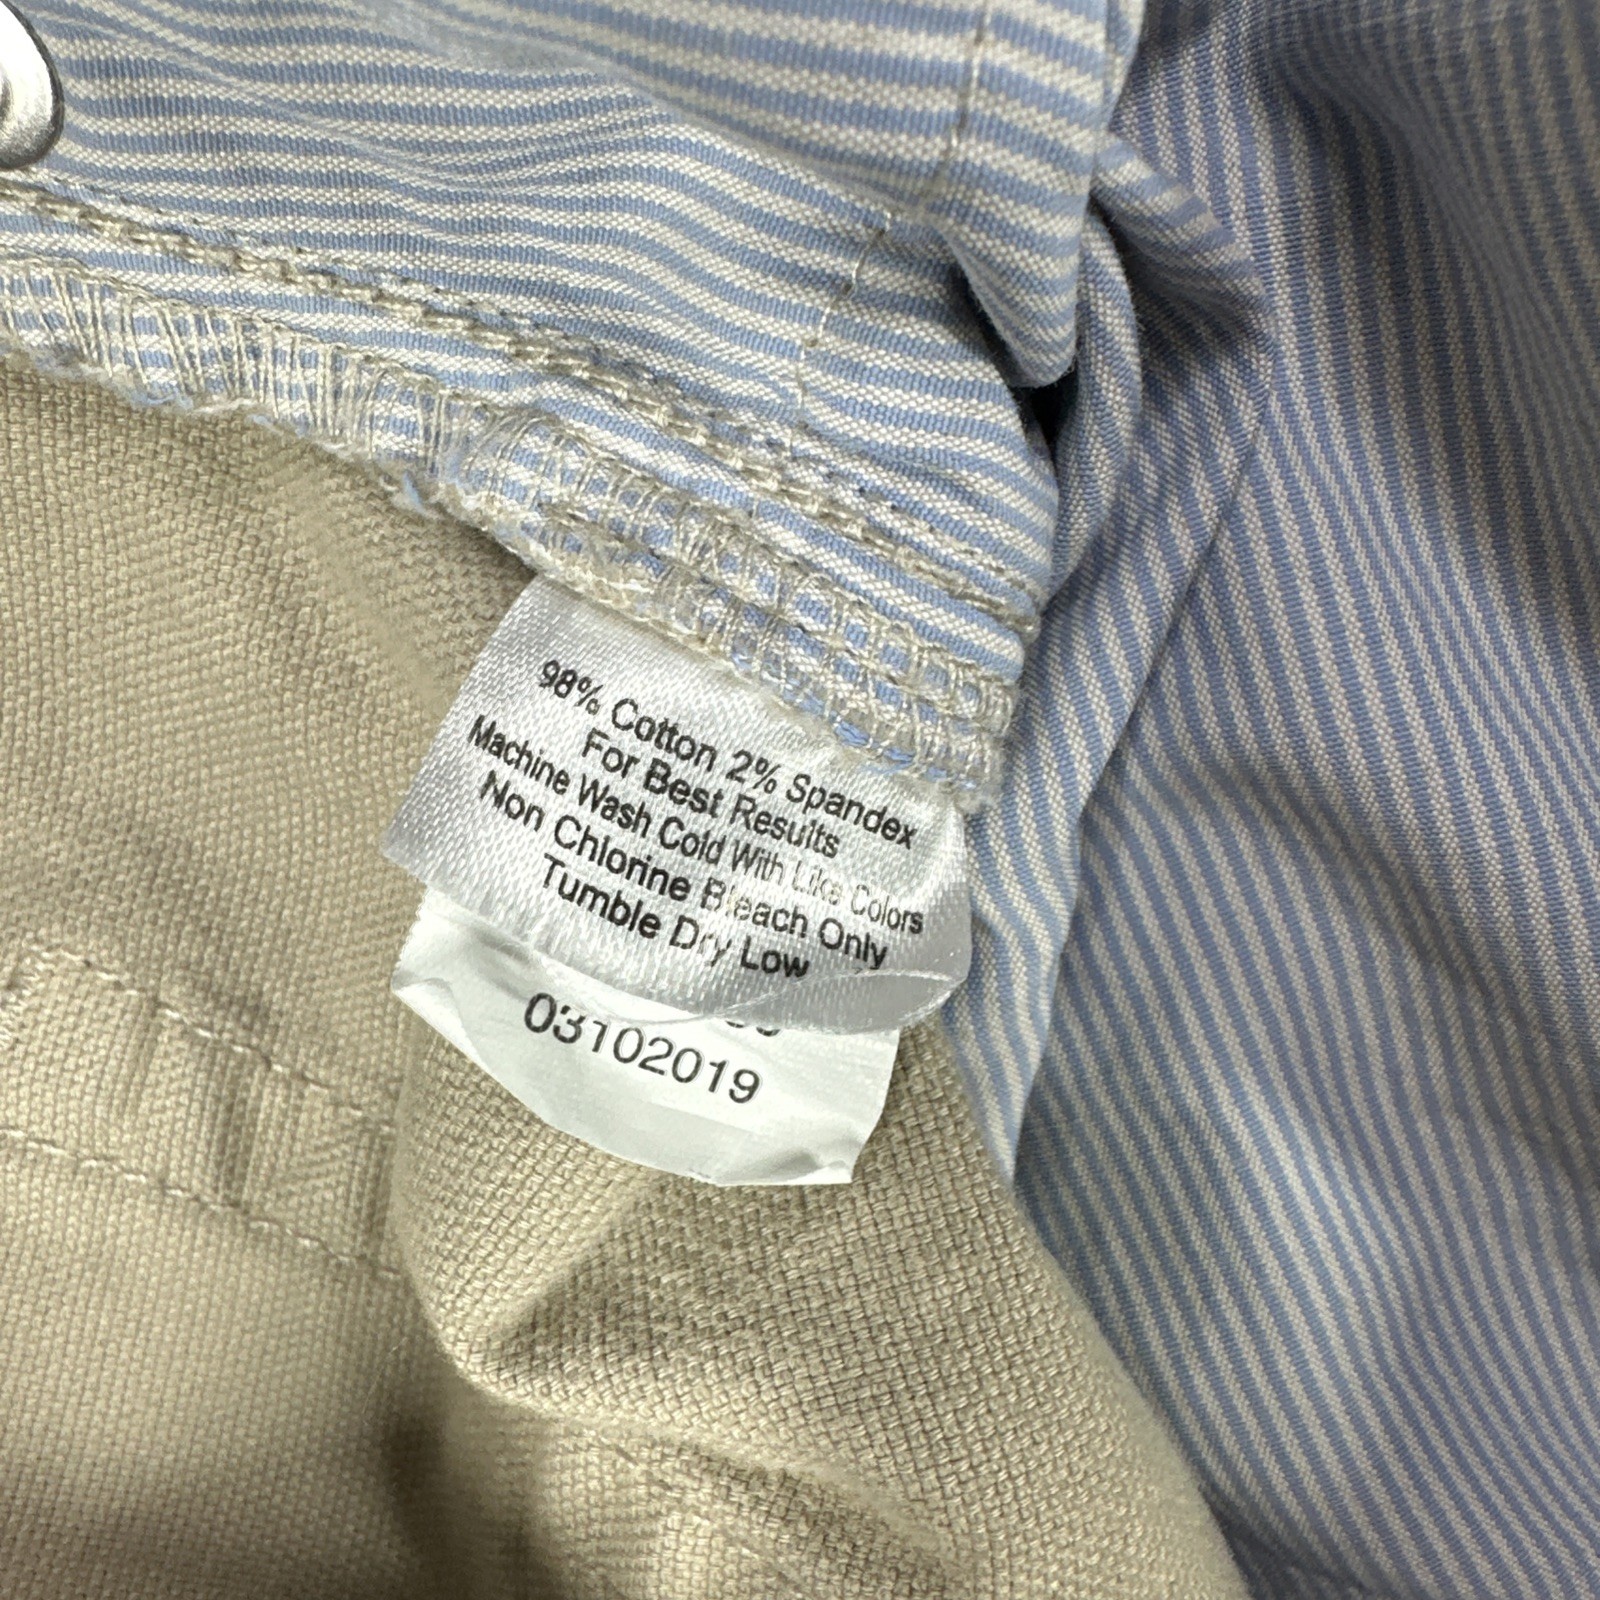 98% Cotton 2% Spandex
For Best Results
Machine Wash Cold With Like Colors
Non Chlorine Bleach Only
Tumble Dry Low
03102019